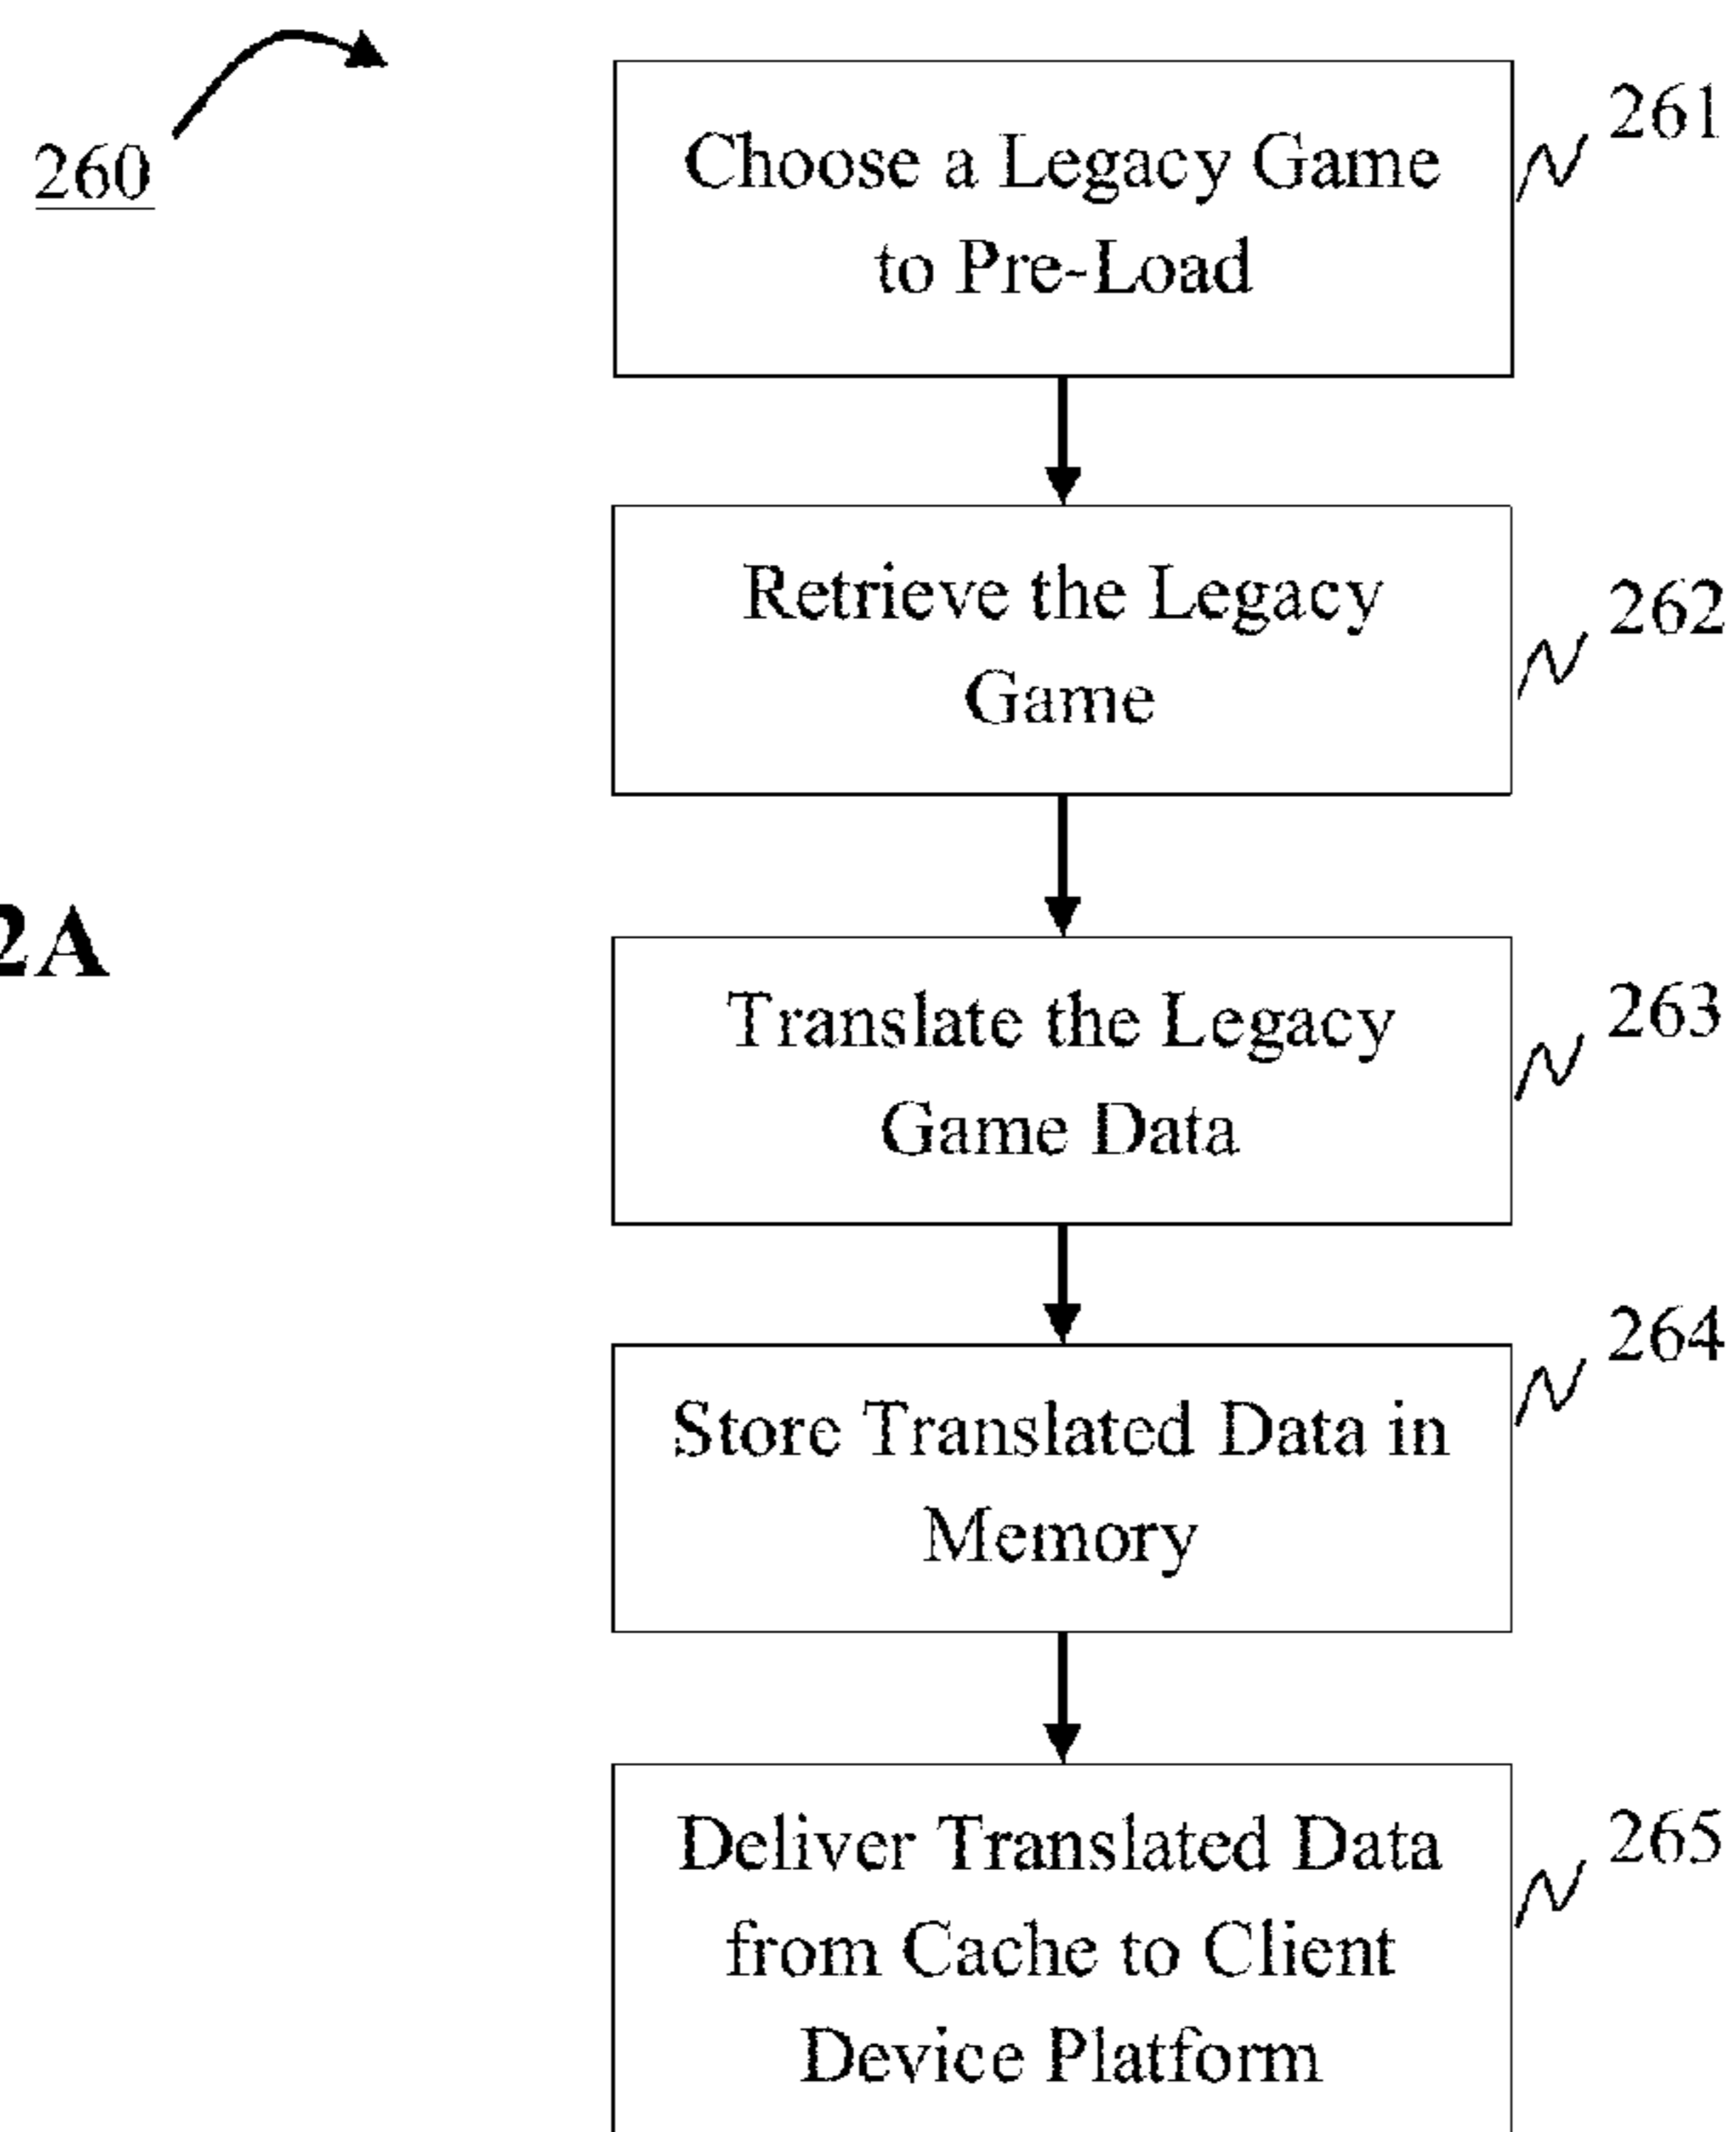 260
Choose a Legacy Game
to Pre-Load
261
Retrieve the Legacy
Game
262
2A
Translate the Legacy
Game Data
263
Store Translated Data in
Memory
264
Deliver Translated Data
from Cache to Client
Device Platform
265